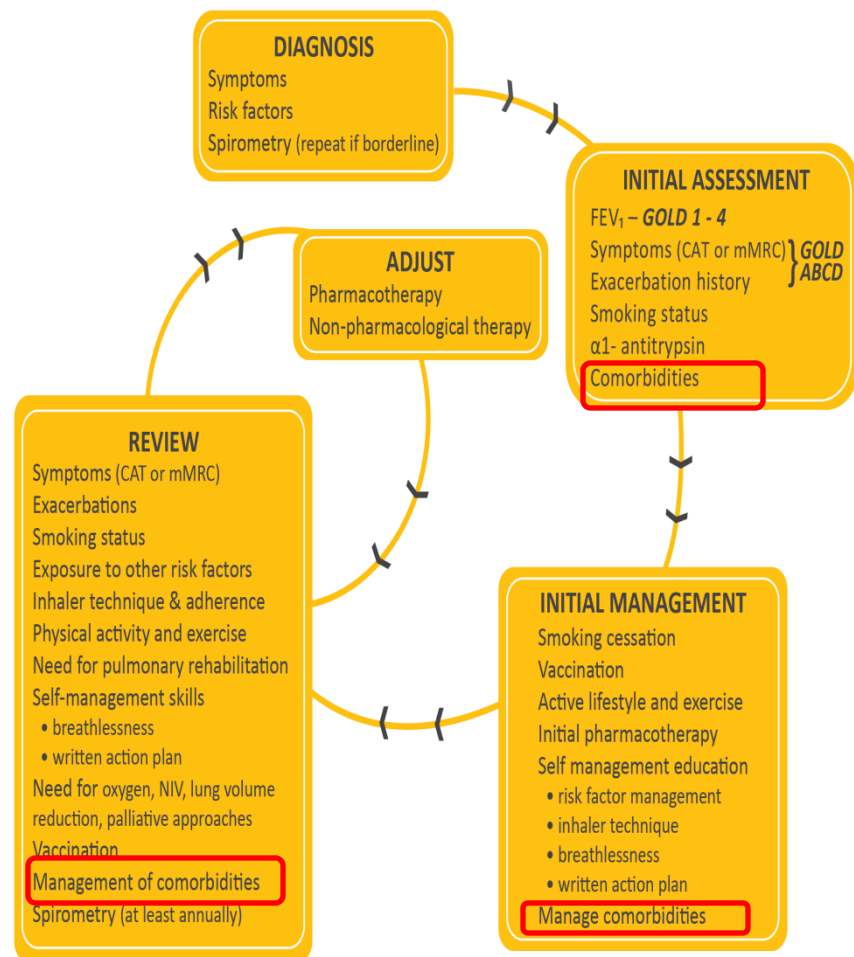 DIAGNOSIS
Symptoms
Risk factors
Spirometry (repeat if borderline)
INITIAL ASSESSMENT
FEV₁ – GOLD 1 - 4
Symptoms (CAT or mMRC) } GOLD
Exacerbation history ABCD
Smoking status
α1- antitrypsin
Comorbidities
ADJUST
Pharmacotherapy
Non-pharmacological therapy
REVIEW
Symptoms (CAT or mMRC)
Exacerbations
Smoking status
Exposure to other risk factors
Inhaler technique & adherence
Physical activity and exercise
Need for pulmonary rehabilitation
Self-management skills
• breathlessness
• written action plan
Need for oxygen, NIV, lung volume
reduction, palliative approaches
Vaccination
Management of comorbidities
Spirometry (at least annually)
INITIAL MANAGEMENT
Smoking cessation
Vaccination
Active lifestyle and exercise
Initial pharmacotherapy
Self management education
• risk factor management
• inhaler technique
• breathlessness
• written action plan
Manage comorbidities